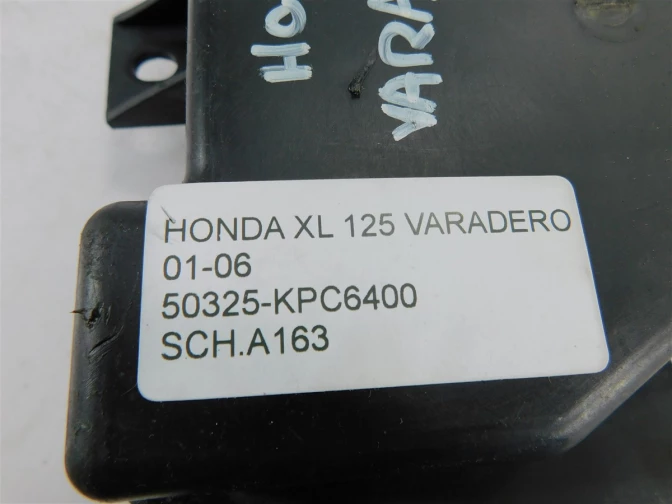 HONDA XL 125 VARADERO
01-06
50325-KPC6400
SCH.A163